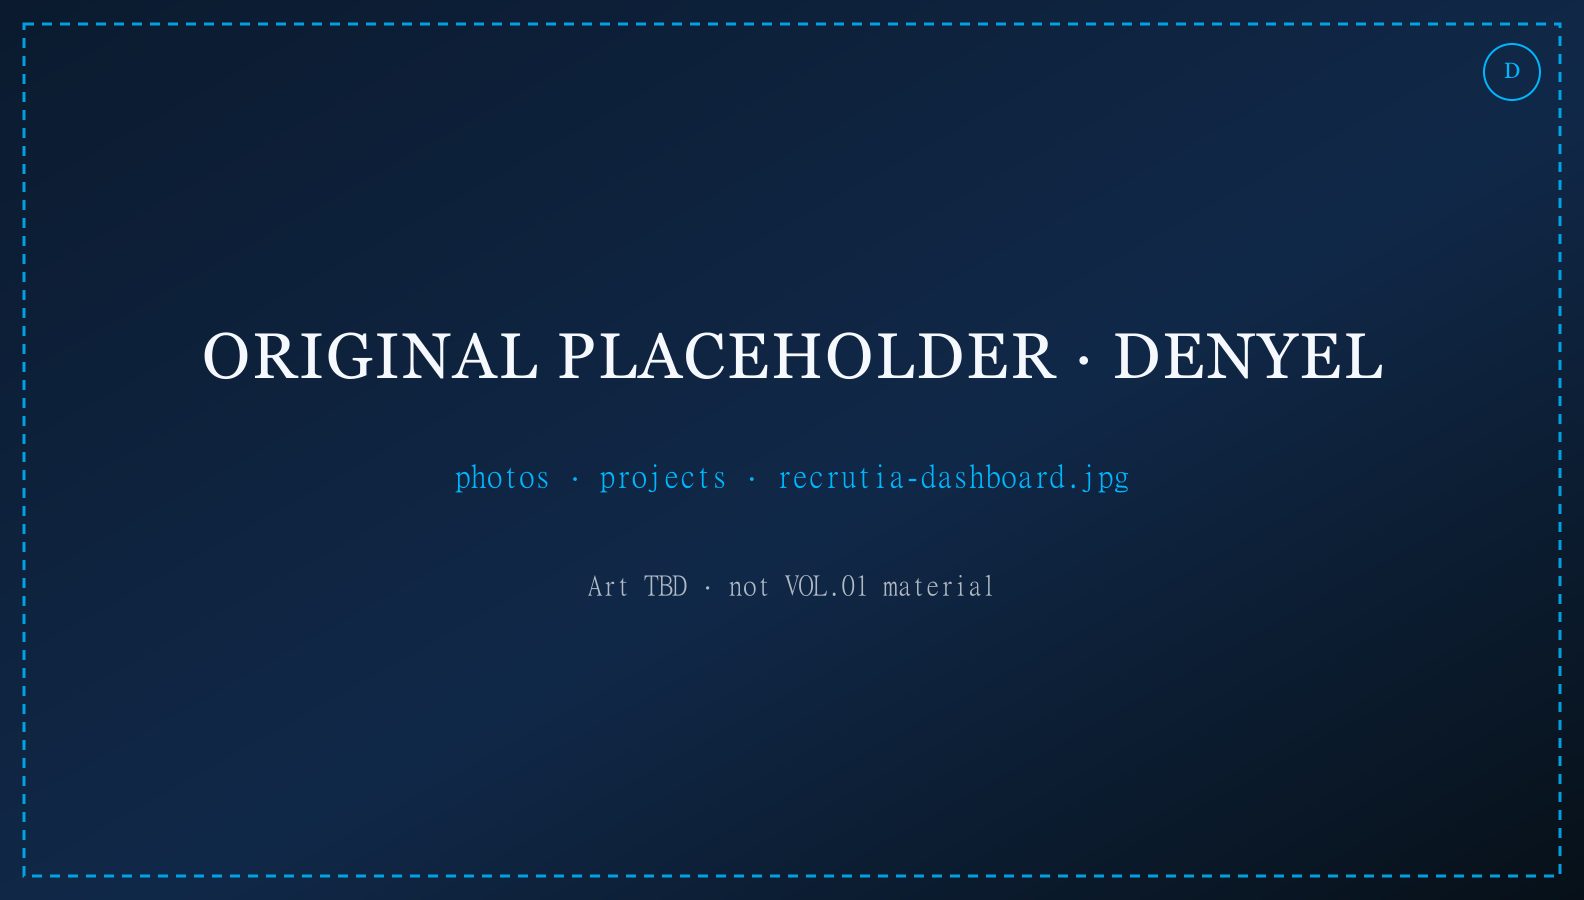 D
ORIGINAL PLACEHOLDER · DENYEL
photos · projects · recrutia-dashboard.jpg
Art TBD · not VOL.01 material